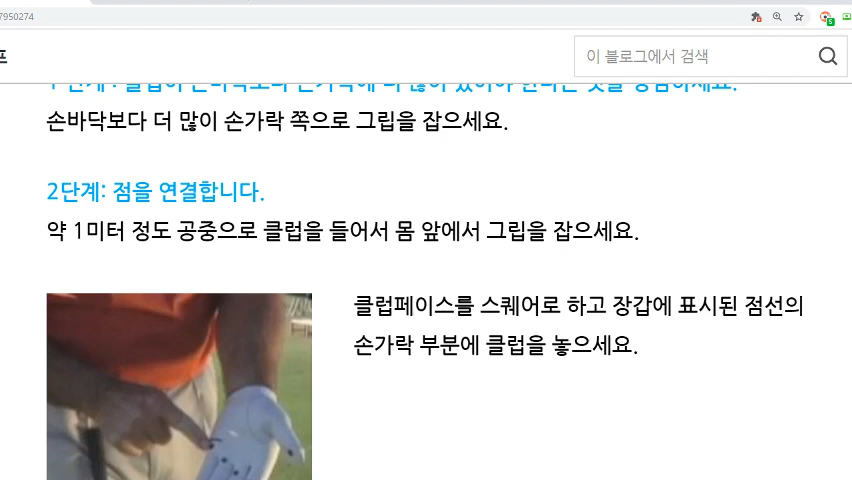 7950274
프
이 블로그에서 검색
손바닥보다 더 많이 손가락 쪽으로 그립을 잡으세요.
2단계: 점을 연결합니다.
약 1미터 정도 공중으로 클럽을 들어서 몸 앞에서 그립을 잡으세요.
클럽페이스를 스퀘어로 하고 장갑에 표시된 점선의
손가락 부분에 클럽을 놓으세요.